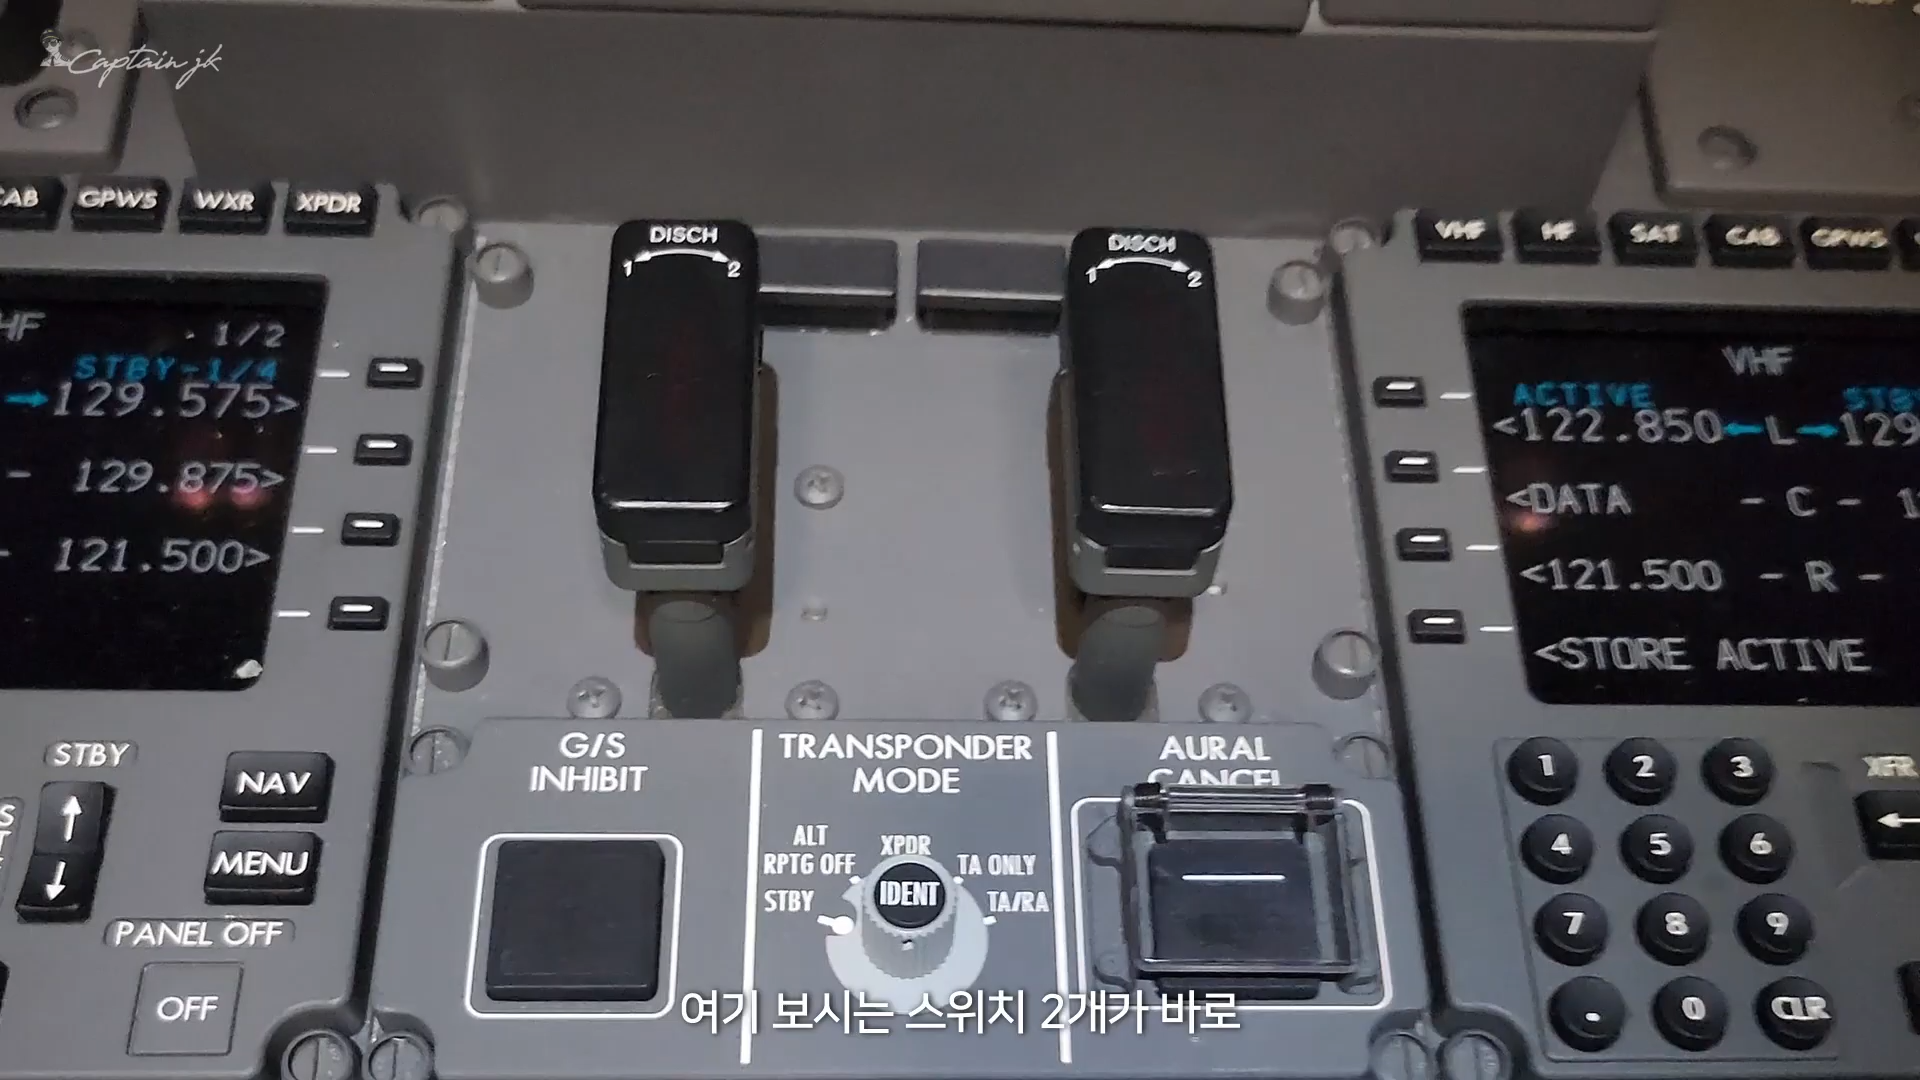 Captain jk
CAB GPWS WXR XPDR
VHF HF SAT CAB GPWS
DISCH
1 2
DISCH
1 2
1/2
STBY-1/4
129.575>
- 129.875>
- 121.500>
VHF
ACTIVE
<122.850 L 129
<DATA - C - 1
<121.500 - R -
<STORE ACTIVE
STBY
NAV
MENU
PANEL OFF
OFF
G/S
INHIBIT
TRANSPONDER
MODE
ALT
RPTG OFF
XPDR
TA ONLY
STBY
IDENT
TA/RA
AURAL
CANCEL
1 2 3
4 5 6
7 8 9
. 0 CLR
XFR
여기 보시는 스위치 2개가 바로